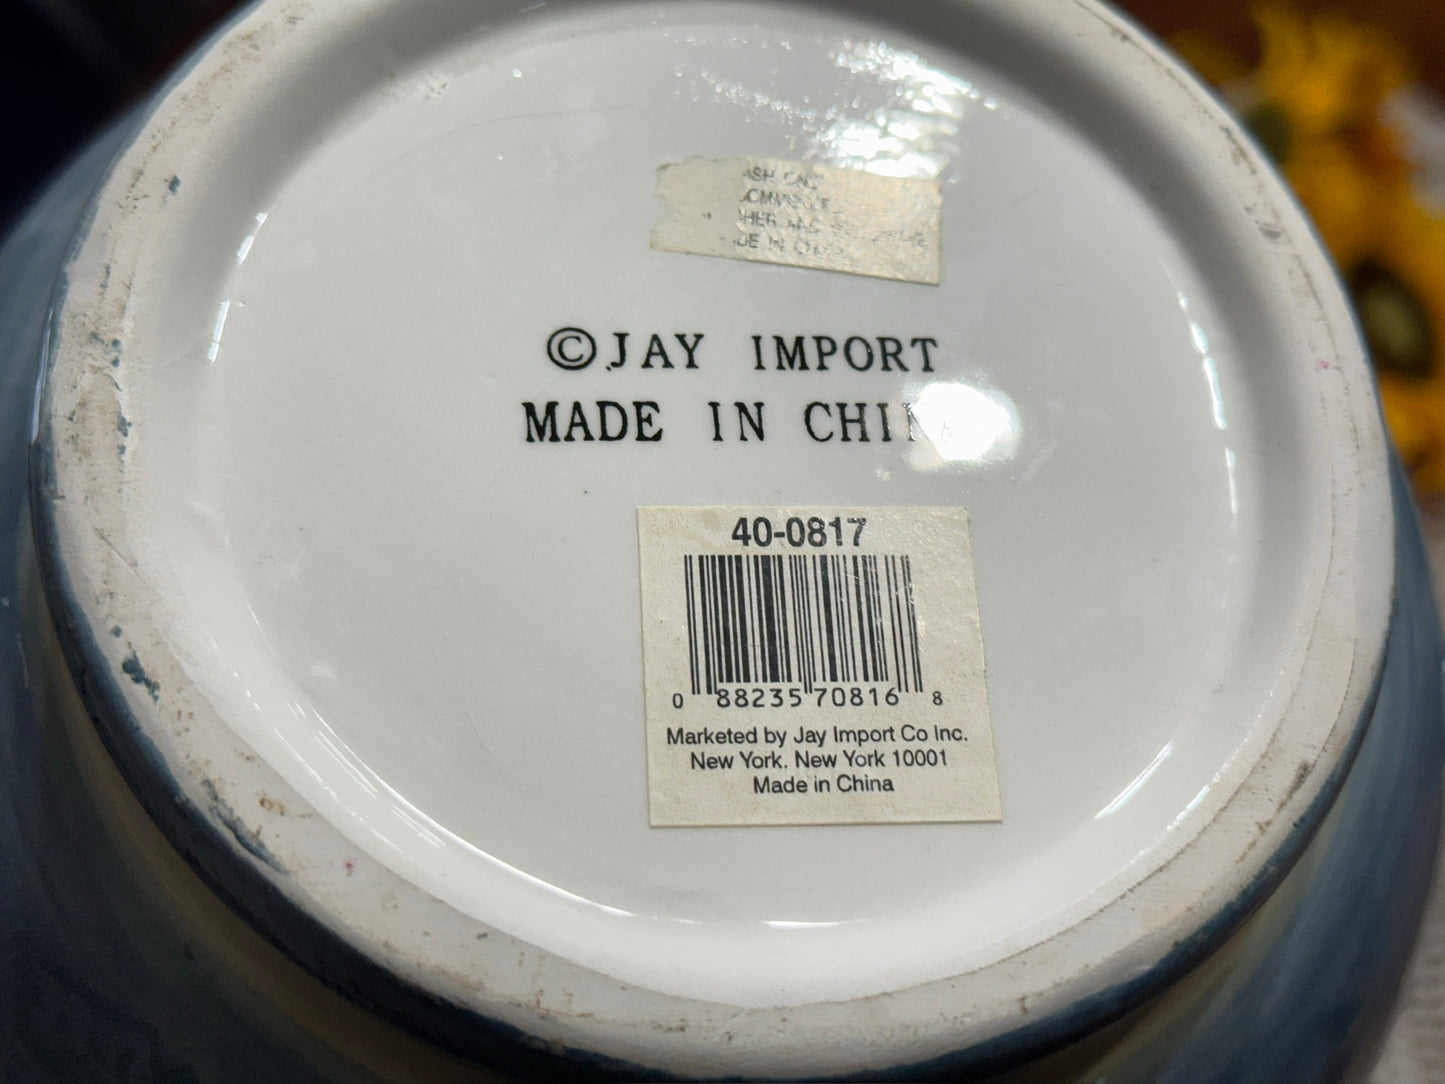 ©JAY IMPORT
MADE IN CHINA
40-0817
0 88235 70816 8
Marketed by Jay Import Co Inc.
New York, New York 10001
Made in China